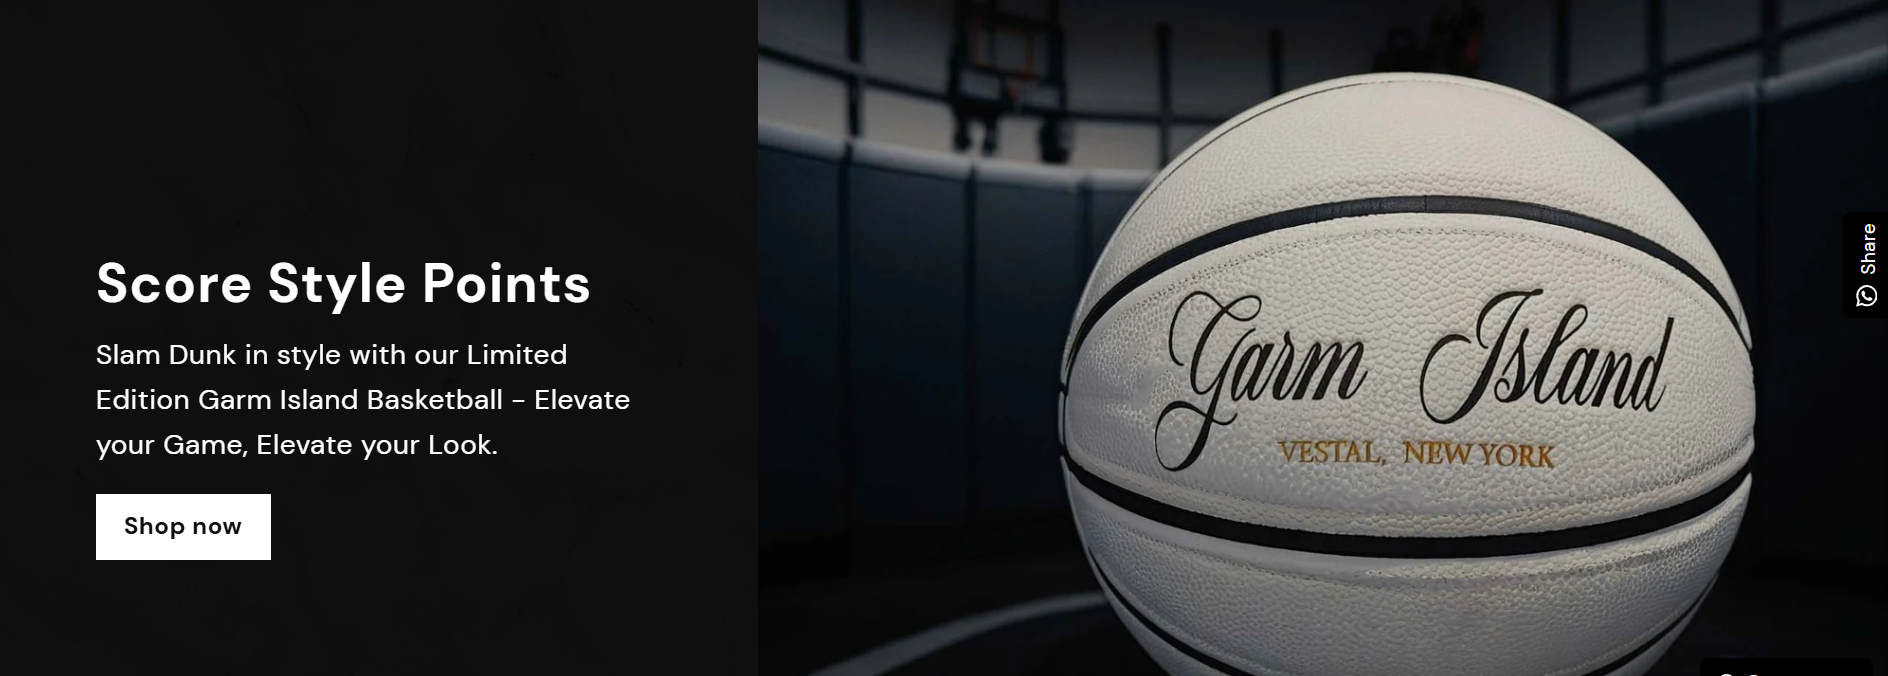 Score Style Points
Slam Dunk in style with our Limited
Edition Garm Island Basketball - Elevate
your Game, Elevate your Look.
Shop now
Garm Island
VESTAL, NEW YORK
Share